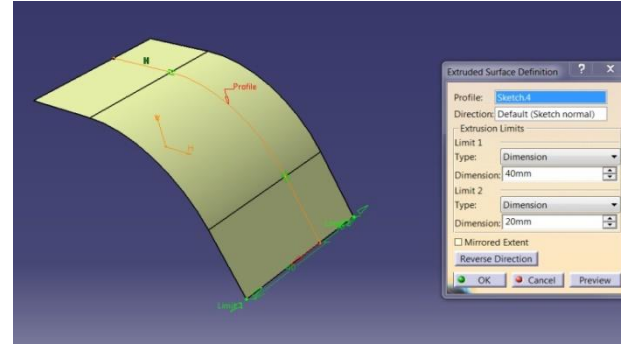 H
Profile
Extruded Surface Definition ? X
Profile: Sketch.4
Direction: Default (Sketch normal)
Extrusion Limits
Limit 1
Type: Dimension
Dimension: 40mm
Limit 2
Type: Dimension
Dimension: 20mm
Mirrored Extent
Reverse Direction
OK Cancel Preview